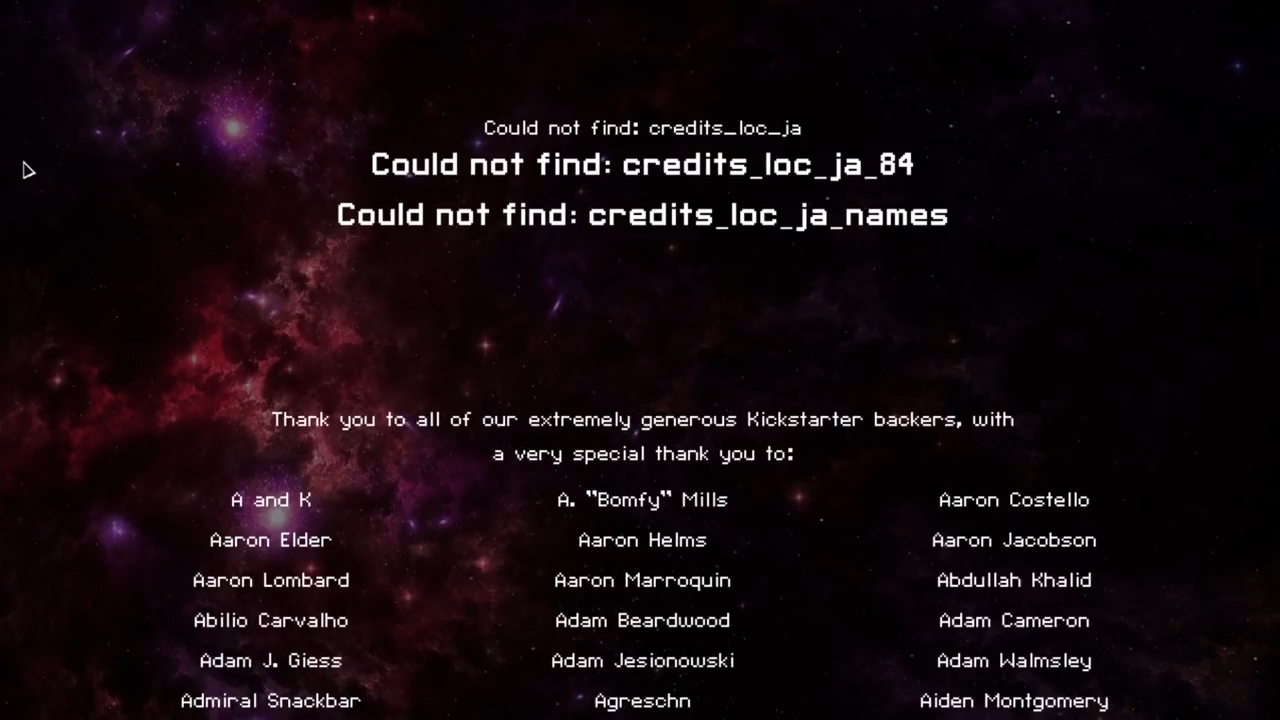 Could not find: credits_loc_ja
Could not find: credits_loc_ja_84
Could not find: credits_loc_ja_names
Thank you to all of our extremely generous Kickstarter backers, with
a very special thank you to:
A and K A. "Bomfy" Mills Aaron Costello
Aaron Elder Aaron Helms Aaron Jacobson
Aaron Lombard Aaron Marroquin Abdullah Khalid
Abilio Carvalho Adam Beardwood Adam Cameron
Adam J. Giess Adam Jesionowski Adam Walmsley
Admiral Snackbar Agreschn Aiden Montgomery